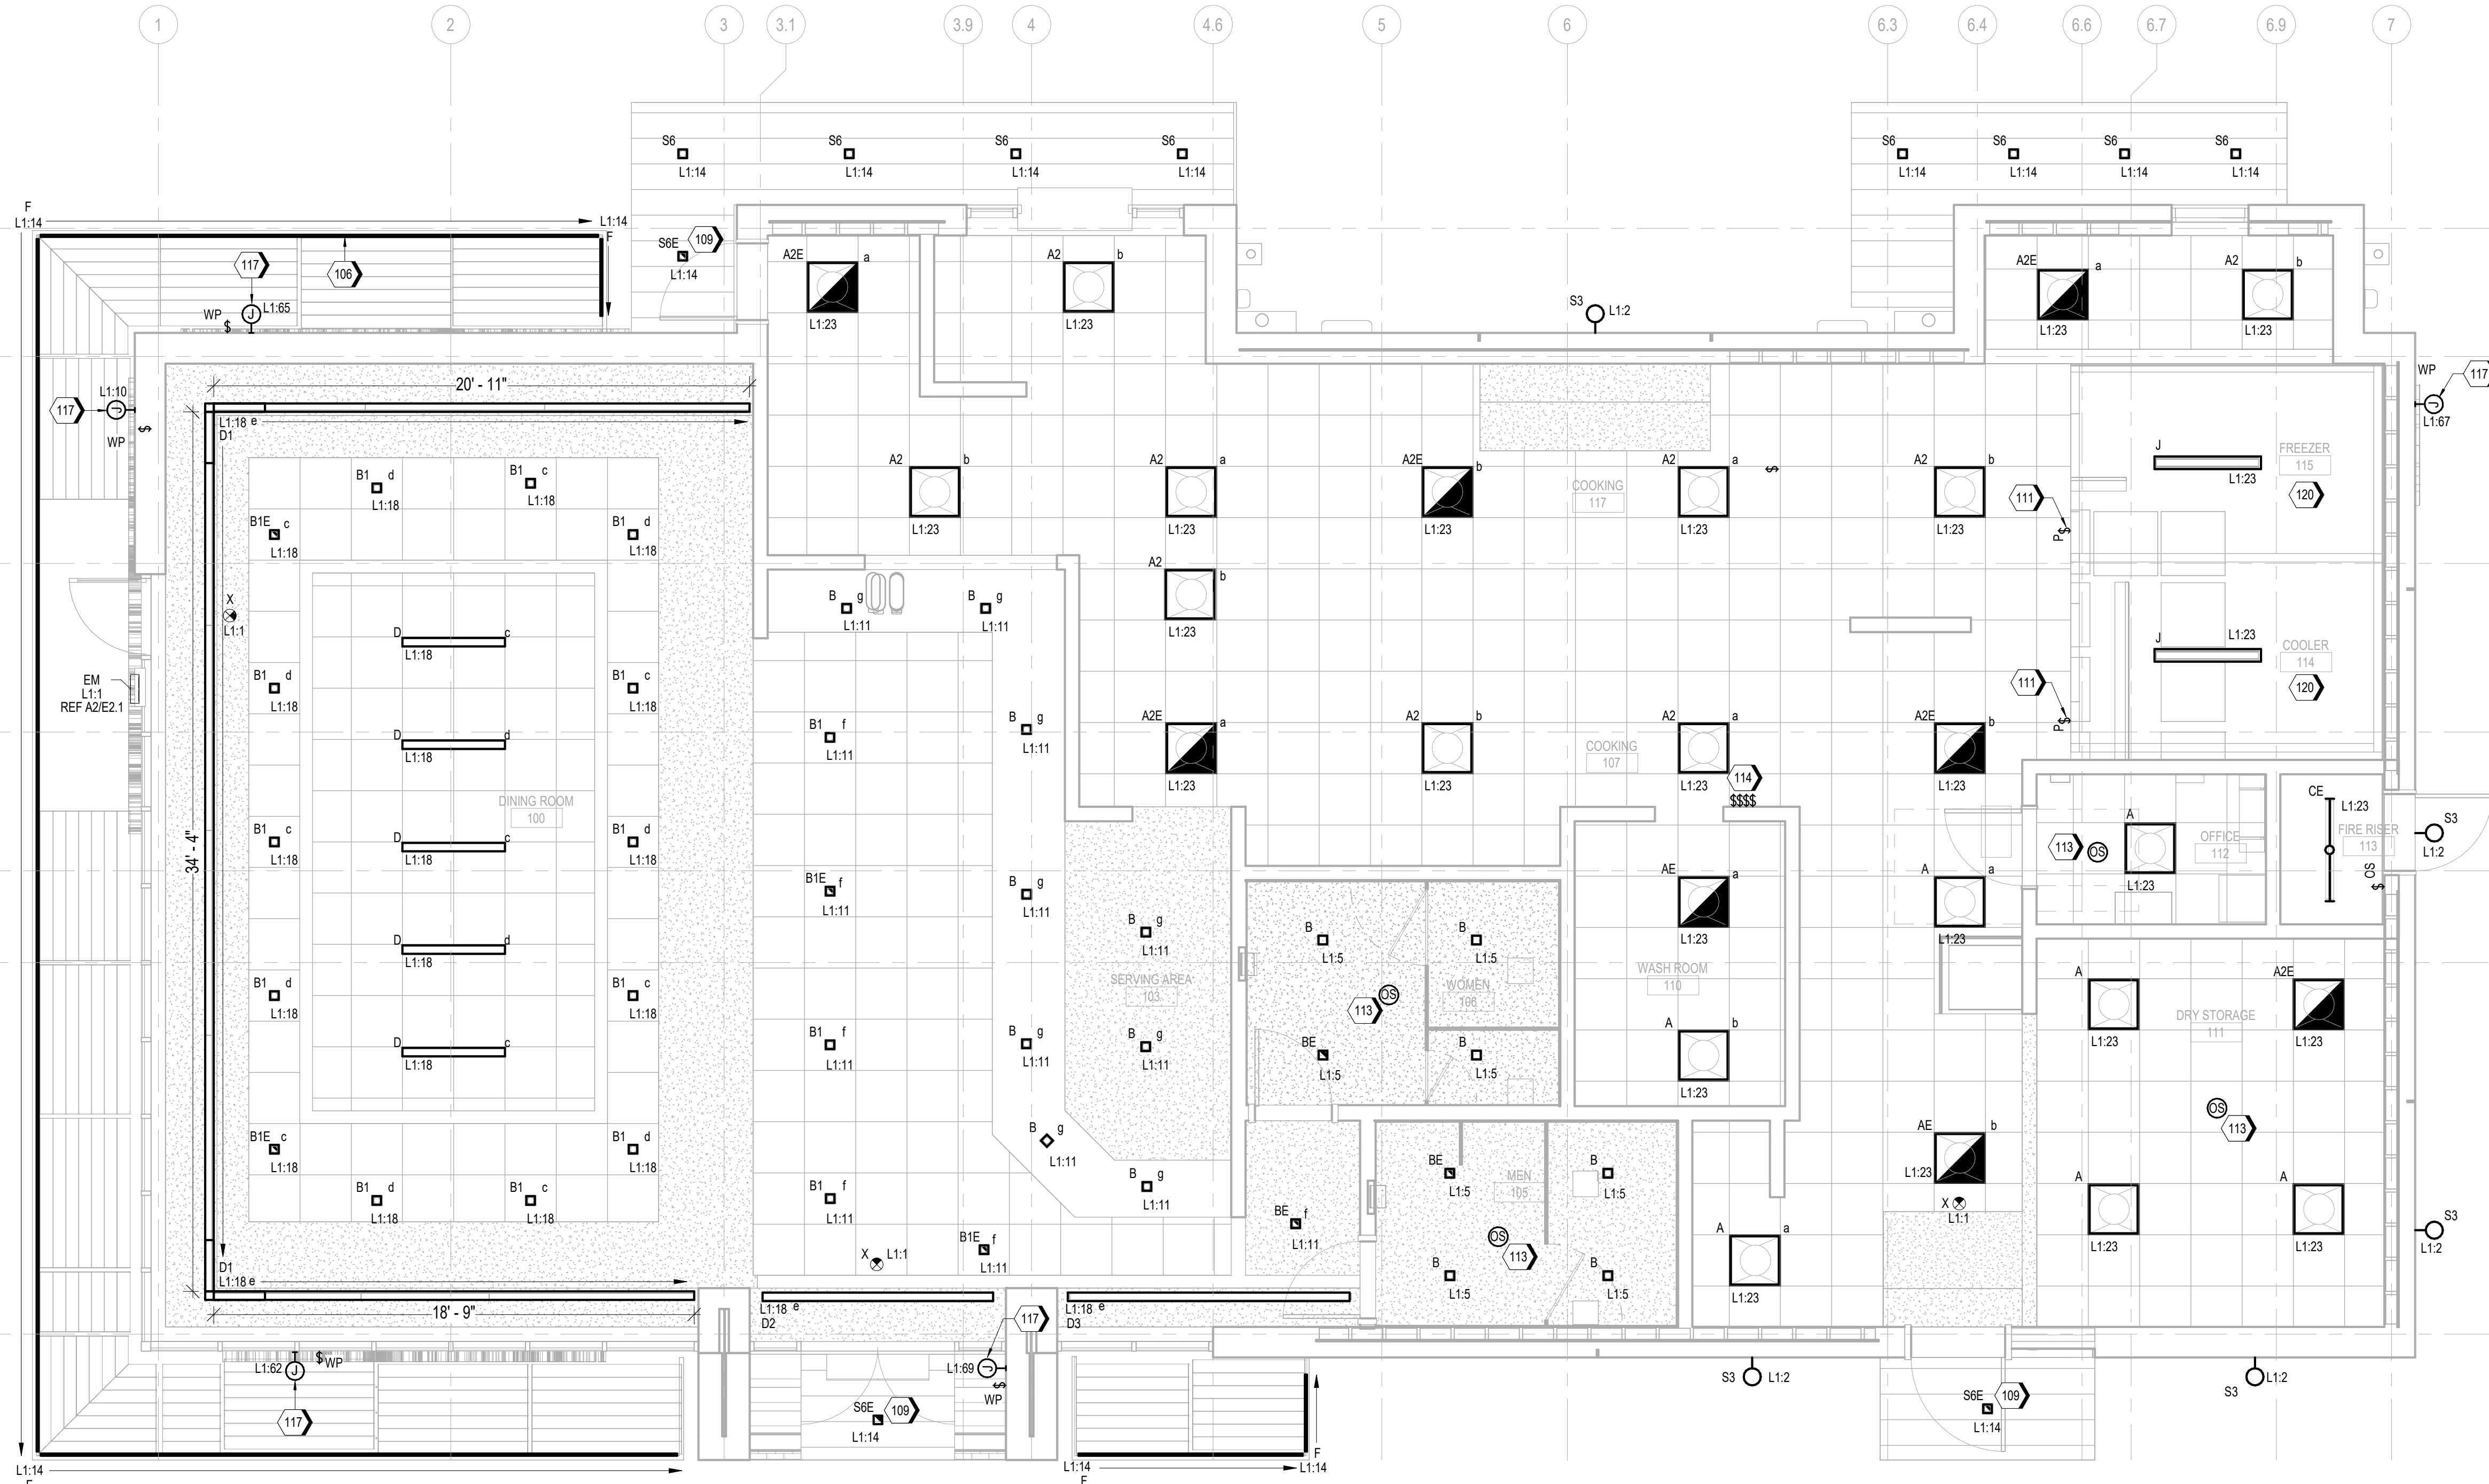 1 2 3 3.1 3.9 4 4.6 5 6 6.3 6.4 6.6 6.7 6.9 7
S6 S6 S6 S6 S6 S6 S6 S6
L1:14 L1:14 L1:14 L1:14 L1:14 L1:14 L1:14 L1:14
F
L1:14 L1:14
F
S6E 109
L1:14
117 106
WP $ J L1:65
A2E a A2 b
L1:23 L1:23
S3 L1:2
A2E a A2 b
L1:23 L1:23
117 L1:10 J
WP $
WP 117
J
L1:67
20' - 11"
L1:18 e
D1
34' - 4"
B1 d B1 c
L1:18 L1:18
B1E c B1 d
L1:18 L1:18
A2 b A2 a A2E b A2 a $ A2 b
L1:23 L1:23 L1:23 L1:23 L1:23
COOKING
117
J
L1:23
FREEZER
115
120
111
P$
X
L1:1
A2 b
L1:23
B g B g
L1:11 L1:11
D c
L1:18
J L1:23
COOLER
114
120
111
P$
EM
L1:1
REF A2/E2.1
B1 d B1 c
L1:18 L1:18
D d
L1:18
B1 f B g
L1:11 L1:11
A2E a A2 b A2 a A2E b
L1:23 L1:23 L1:23 L1:23
COOKING
107
114
$$$$
DINING ROOM
100
B1 c D c B1 d
L1:18 L1:18 L1:18
113 OS A
L1:23
OFFICE
112
CE
L1:23
FIRE RISER
113
OS
$
S3
L1:2
B1E f B g
L1:11 L1:11
AE a A a
L1:23 L1:23
B g
L1:11
B B
L1:5 L1:5
D d
L1:18
SERVING AREA
103
OS
113
WOMEN
106
WASH ROOM
110
A A2E
L1:23 L1:23
DRY STORAGE
111
B1 d B1 c
L1:18 L1:18
D c
L1:18
B1 f B g B g
L1:11 L1:11 L1:11
BE B
L1:5 L1:5
A b
L1:23
OS
113
B1E c B1 d
L1:18 L1:18
B g
L1:11
AE b
L1:23
X
L1:1
B1 d B1 c
L1:18 L1:18
B1 f B g
L1:11 L1:11
BE B
L1:5 L1:5
MEN
105
A A
L1:23 L1:23
BE f
L1:11
OS
113
X L1:1
B1E f
L1:11
B B
L1:5 L1:5
A a
L1:23
S3
L1:2
D1
L1:18 e
18' - 9"
L1:18 e
D2
L1:18 e
D3
117
L1:62 J $ WP
117
L1:69 J
$
WP
S6E 109
L1:14
S3 L1:2
S3 L1:2
S6E 109
L1:14
L1:14
F
F
L1:14 L1:14
F